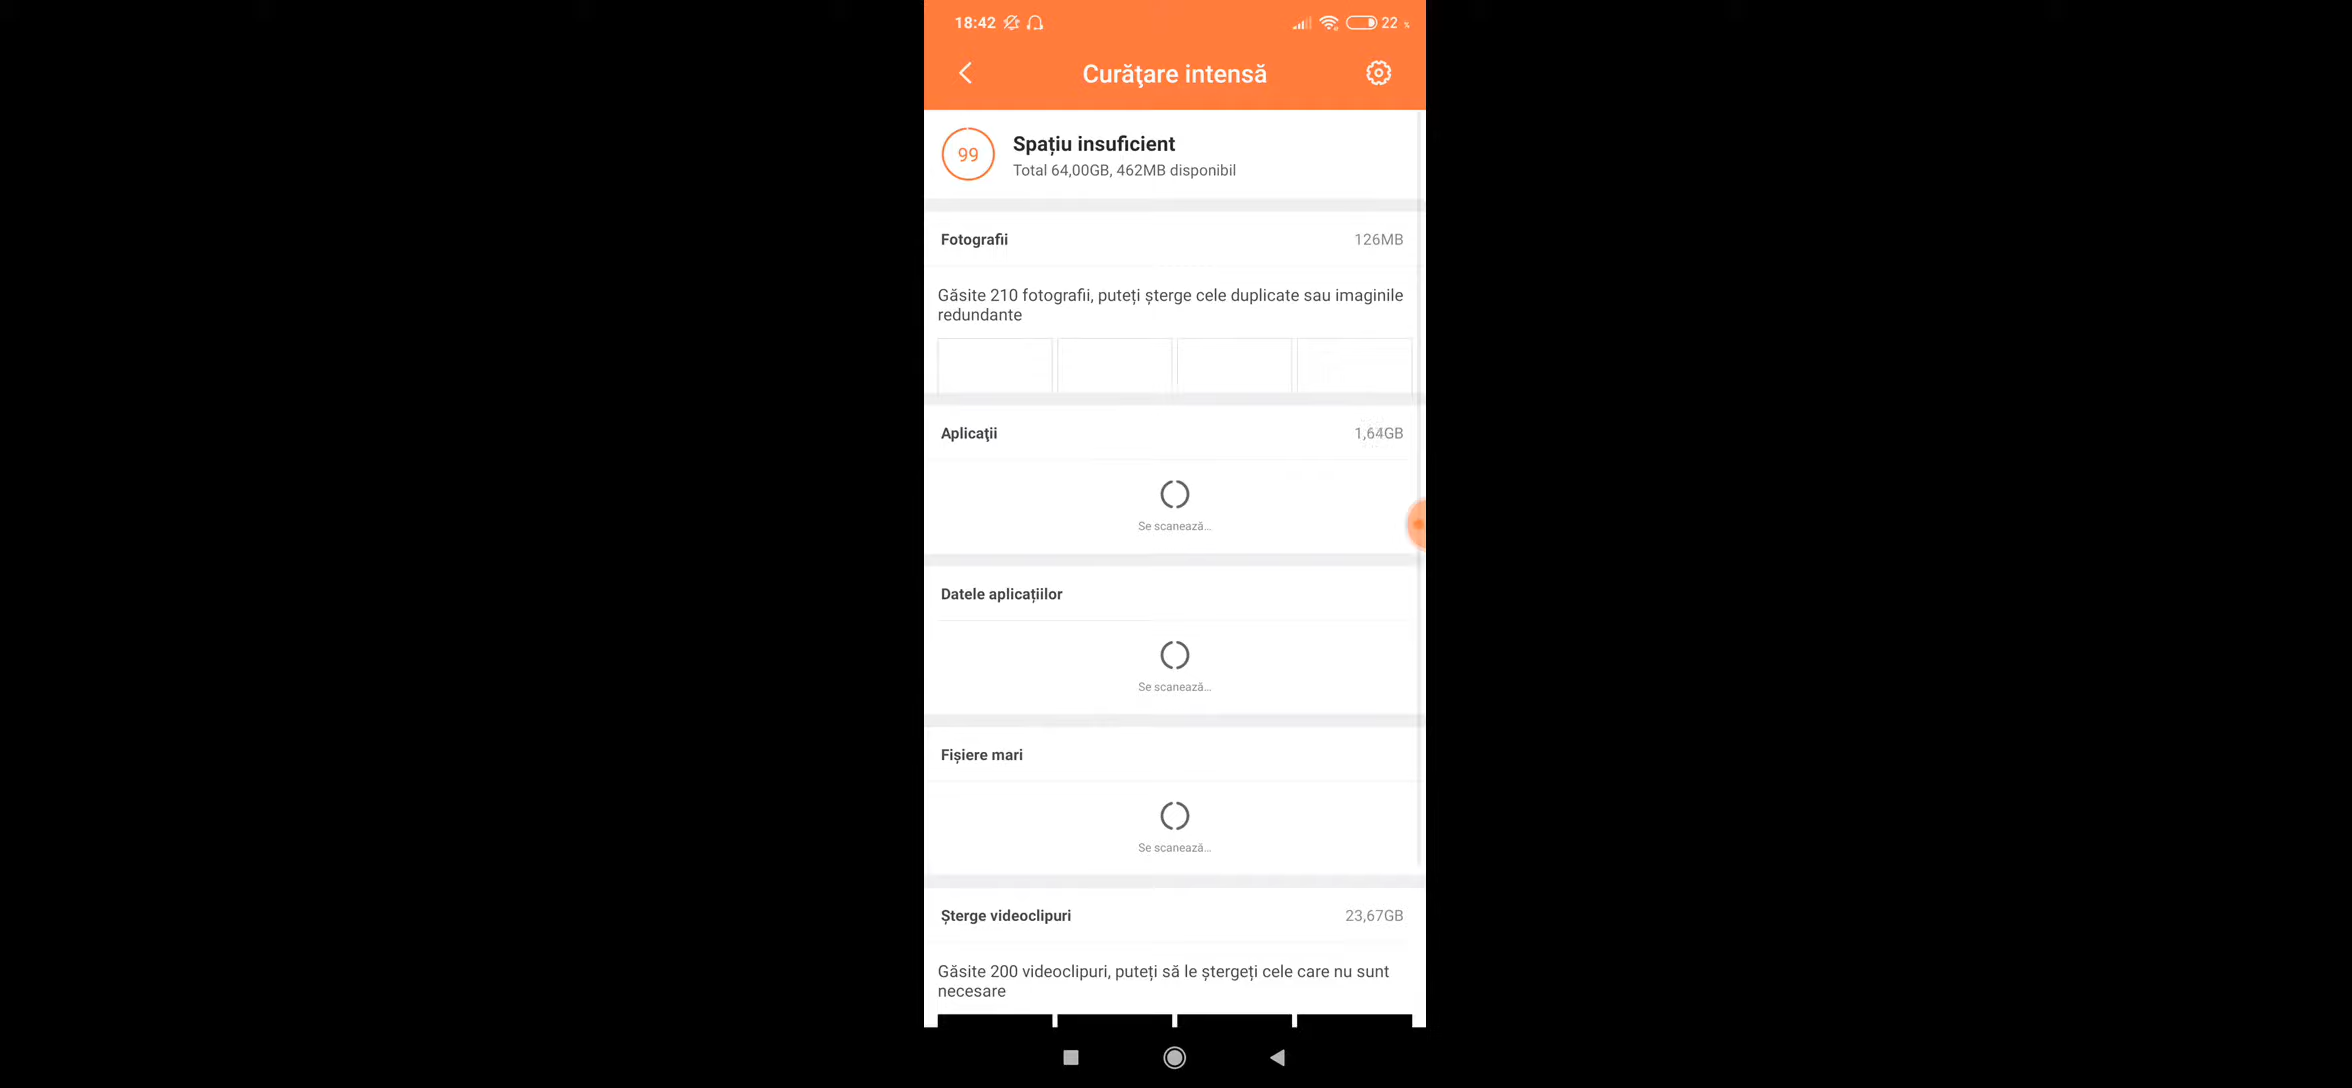 18:42 22 %
Curăţare intensă
99
Spațiu insuficient
Total 64,00GB, 462MB disponibil
Fotografii 126MB
Găsite 210 fotografii, puteți șterge cele duplicate sau imaginile
redundante
Aplicaţii 1,64GB
Se scanează...
Datele aplicațiilor
Se scanează...
Fișiere mari
Se scanează...
Șterge videoclipuri 23,67GB
Găsite 200 videoclipuri, puteți să le ștergeți cele care nu sunt
necesare